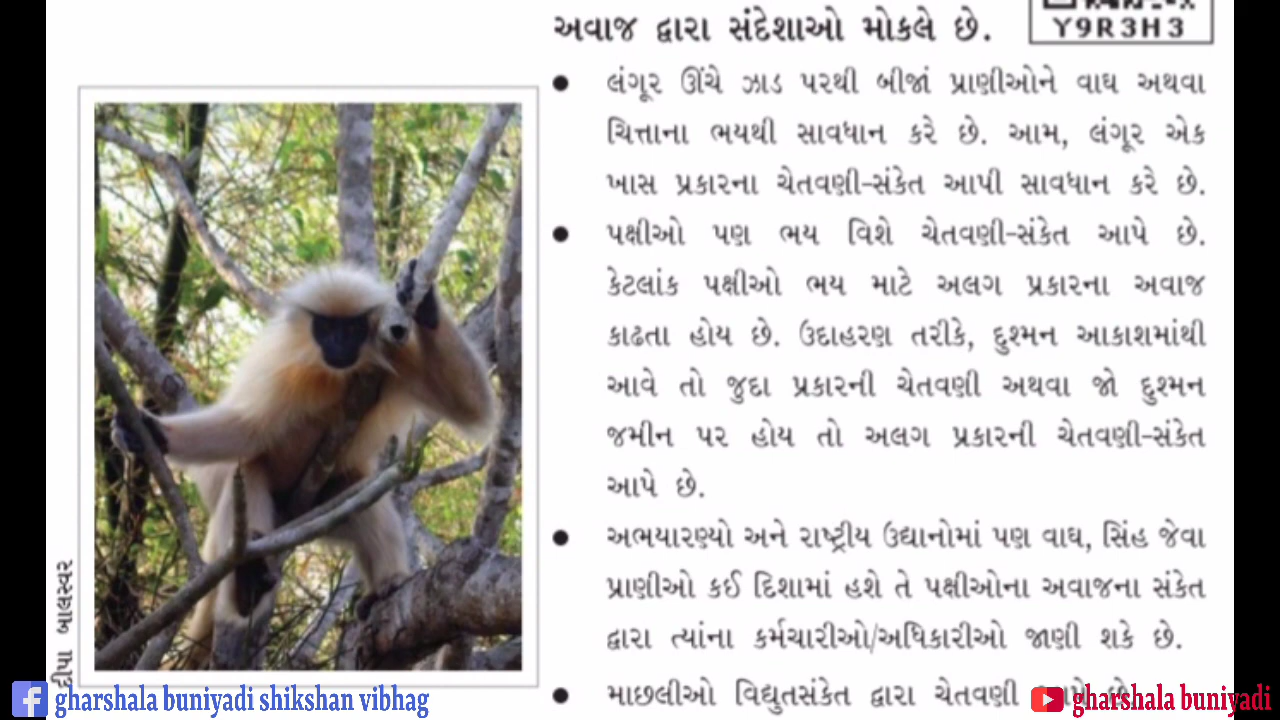 અવાજ દ્વારા સંદેશાઓ મોકલે છે.
Y9R3H3
• લંગૂર ઊંચે ઝાડ પરથી બીજાં પ્રાણીઓને વાઘ અથવા
ચિત્તાના ભયથી સાવધાન કરે છે. આમ, લંગૂર એક
ખાસ પ્રકારના ચેતવણી-સંકેત આપી સાવધાન કરે છે.
• પક્ષીઓ પણ ભય વિશે ચેતવણી-સંકેત આપે છે.
કેટલાંક પક્ષીઓ ભય માટે અલગ પ્રકારના અવાજ
કાઢતા હોય છે. ઉદાહરણ તરીકે, દુશ્મન આકાશમાંથી
આવે તો જુદા પ્રકારની ચેતવણી અથવા જો દુશ્મન
જમીન પર હોય તો અલગ પ્રકારની ચેતવણી-સંકેત
આપે છે.
• અભયારણ્યો અને રાષ્ટ્રીય ઉદ્યાનોમાં પણ વાઘ, સિંહ જેવા
પ્રાણીઓ કઈ દિશામાં હશે તે પક્ષીઓના અવાજના સંકેત
દ્વારા ત્યાંના કર્મચારીઓ/અધિકારીઓ જાણી શકે છે.
• માછલીઓ વિદ્યુતસંકેત દ્વારા ચેતવણી
દીપા બાલસ્વર
gharshala buniyadi shikshan vibhag
gharshala buniyadi